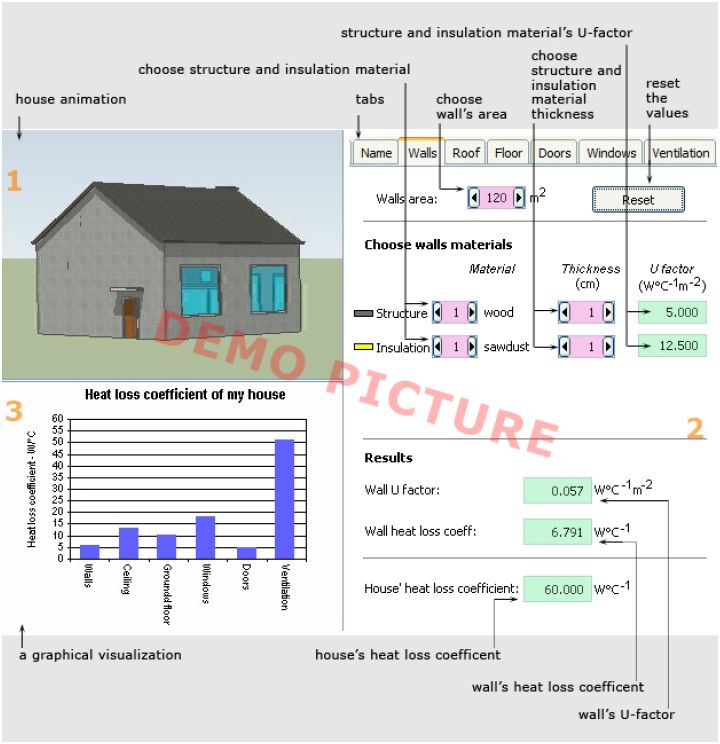 structure and insulation material's U-factor
choose structure and insulation material
choose
structure and
insulation
material
thickness
reset
the
values
house animation
tabs
choose
wall's area
1
Name Walls Roof Floor Doors Windows Ventilation
Walls area: 120 m2
Reset
Choose walls materials
Material Thickness U factor
(cm) (W°C-1m-2)
Structure 1 wood 1 5.000
Insulation 1 sawdust 1 12.500
DEMO PICTURE
3
Heat loss coefficient of my house
Heat loss coefficient - W/°C
60
55
50
45
40
35
30
25
20
15
10
5
0
Walls
Ceiling
Groundd floor
Windows
Doors
Ventilation
2
Results
Wall U factor: 0.057 W°C -1m-2
Wall heat loss coeff: 6.791 W°C-1
House' heat loss coefficient: 60.000 W°C-1
a graphical visualization
house's heat loss coefficent
wall's heat loss coefficent
wall's U-factor